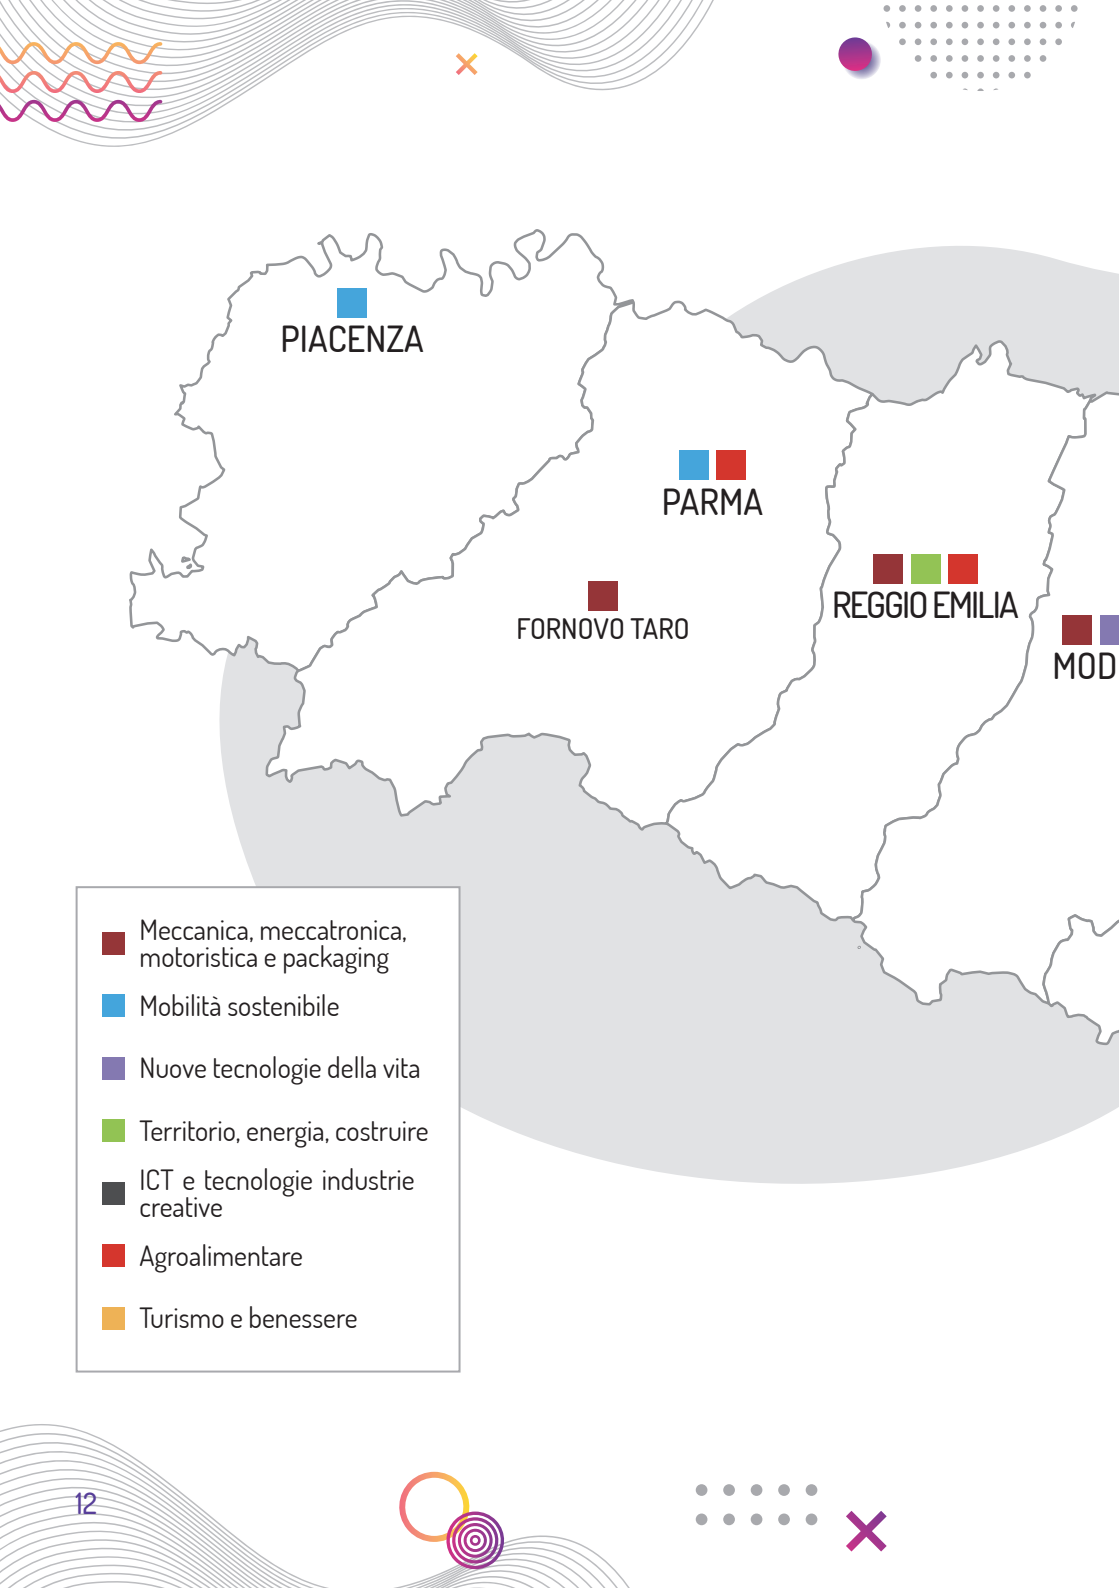 PIACENZA
PARMA
FORNOVO TARO
REGGIO EMILIA
MOD
Meccanica, meccatronica,
motoristica e packaging
Mobilità sostenibile
Nuove tecnologie della vita
Territorio, energia, costruire
ICT e tecnologie industrie
creative
Agroalimentare
Turismo e benessere
12